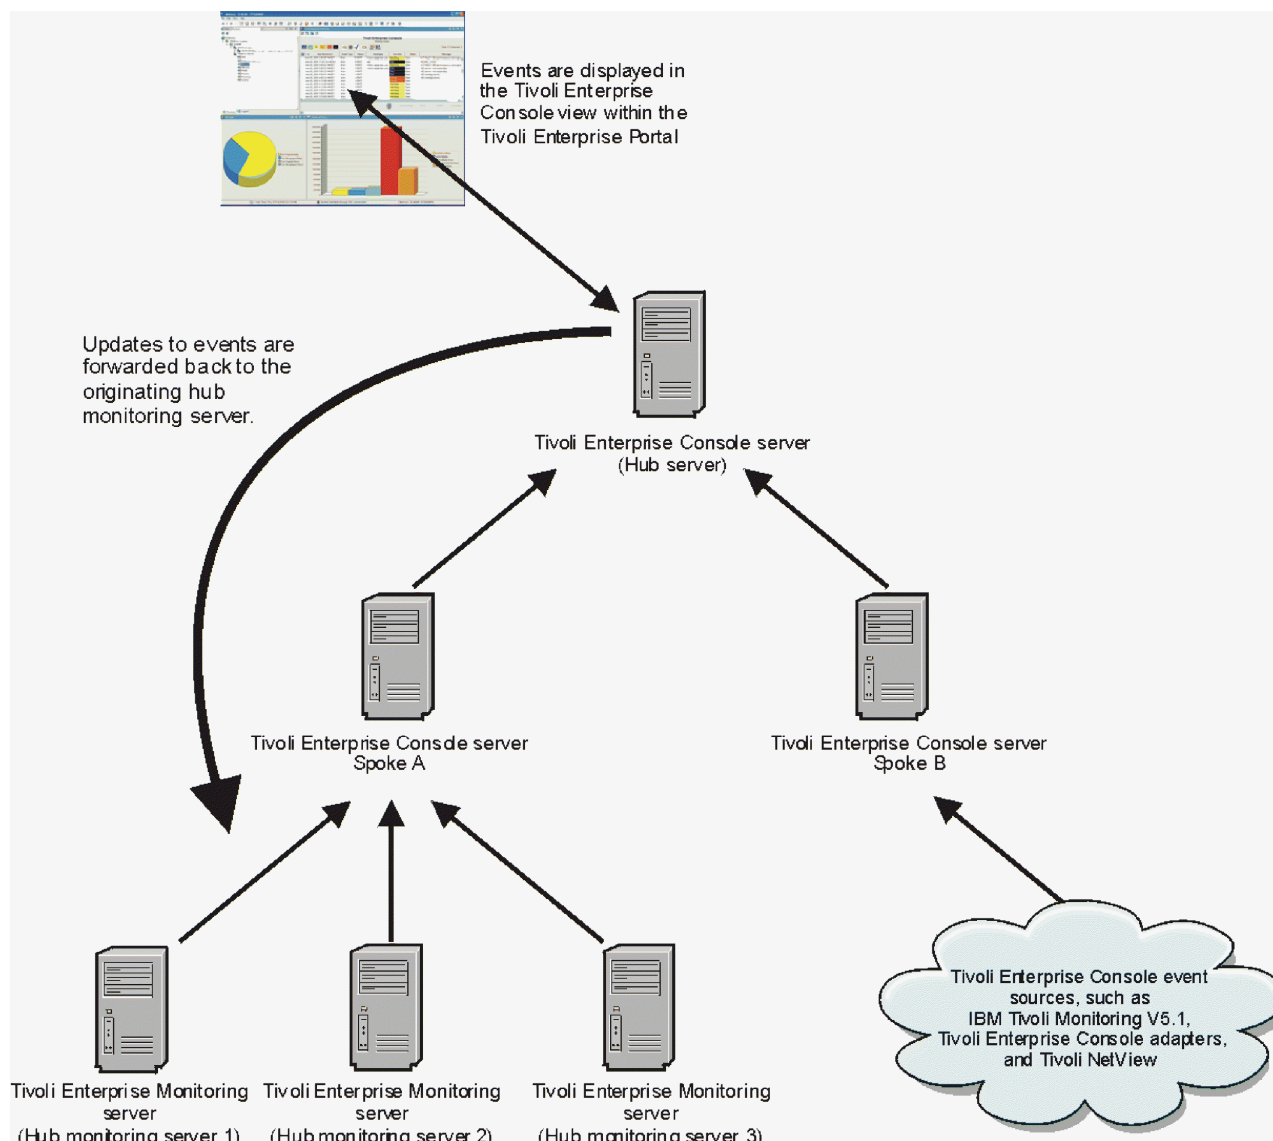 Events are displayed in
the Tivoli Enterprise
Console view within the
Tivoli Enterprise Portal
Updates to events are
forwarded back to the
originating hub
monitoring server.
Tivoli Enterprise Console server
(Hub server)
Tivoli Enterprise Console server
Spoke A
Tivoli Enterprise Console server
Spoke B
Tivoli Enterprise Console event
sources, such as
IBM Tivoli Monitoring V5.1,
Tivoli Enterprise Console adapters,
and Tivoli NetView
Tivoli Enterprise Monitoring
server
(Hub monitoring server 1)
Tivoli Enterprise Monitoring
server
(Hub monitoring server 2)
Tivoli Enterprise Monitoring
server
(Hub monitoring server 3)